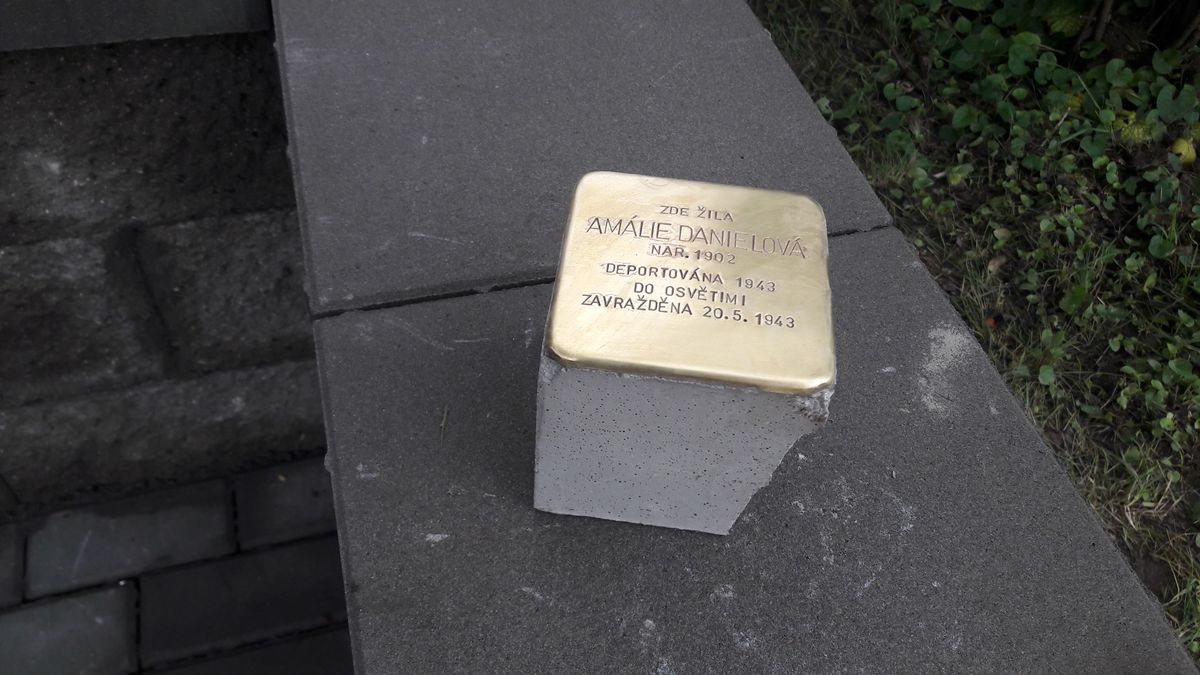 ZDE ŽILA
AMÁLIE DANIELOVÁ
NAR. 1902
DEPORTOVÁNA 1943
DO OSVĚTIMI
ZAVRAŽDĚNA 20.5.1943